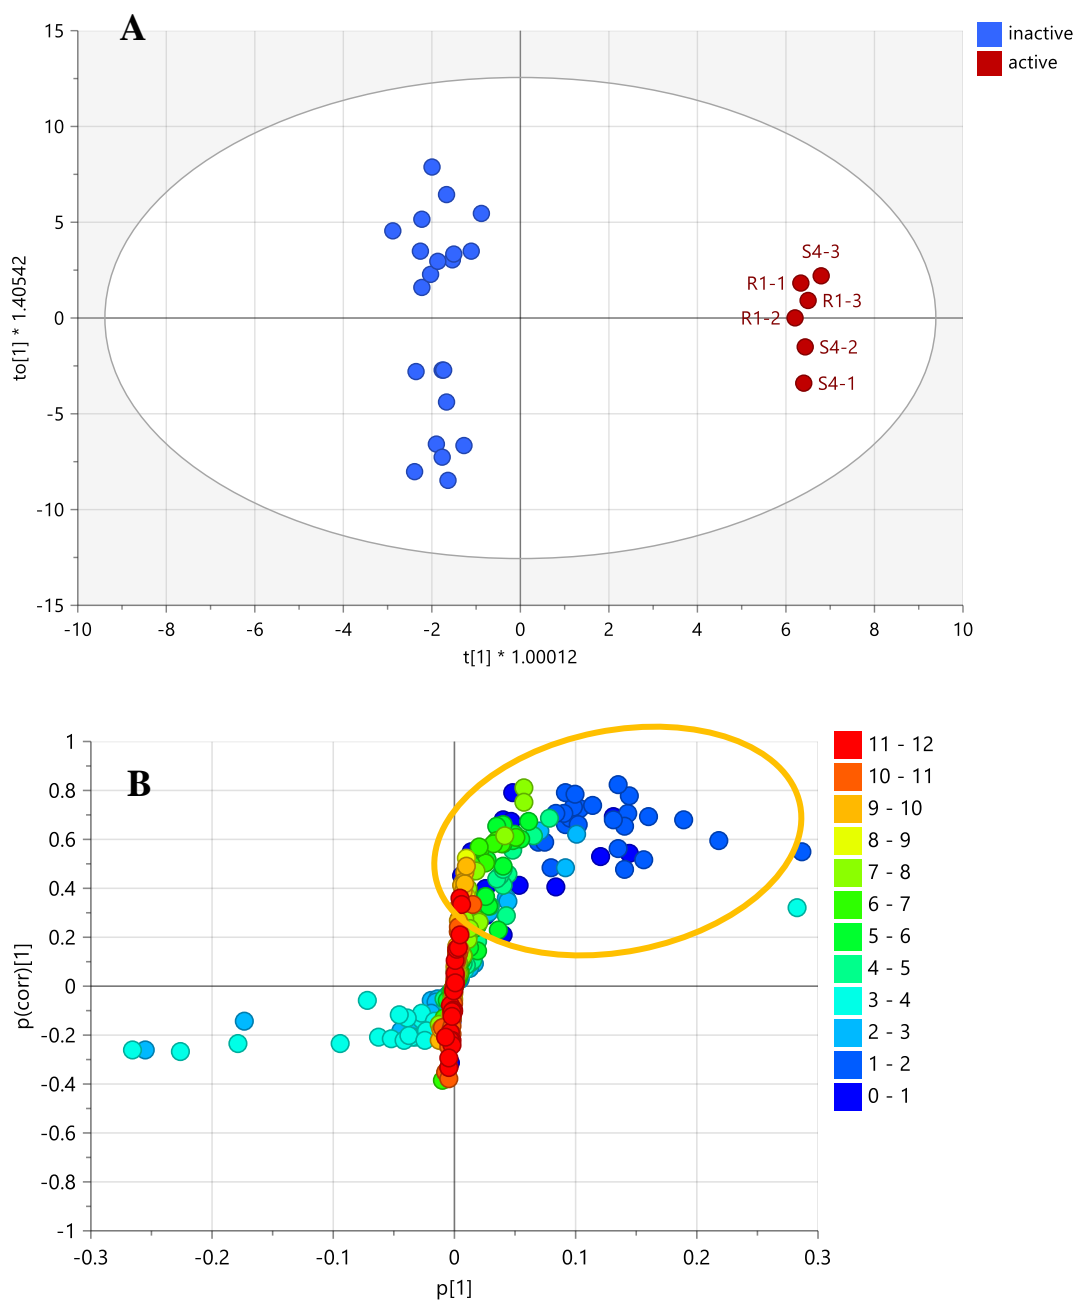 A
inactive
active
15
10
5
0
-5
-10
-15
to[1] * 1.40542
S4-3
R1-1
R1-3
R1-2
S4-2
S4-1
-10 -8 -6 -4 -2 0 2 4 6 8 10
t[1] * 1.00012
B
1
0.8
0.6
0.4
0.2
0
-0.2
-0.4
-0.6
-0.8
-1
p(corr)[1]
-0.3 -0.2 -0.1 0 0.1 0.2 0.3
p[1]
11 - 12
10 - 11
9 - 10
8 - 9
7 - 8
6 - 7
5 - 6
4 - 5
3 - 4
2 - 3
1 - 2
0 - 1